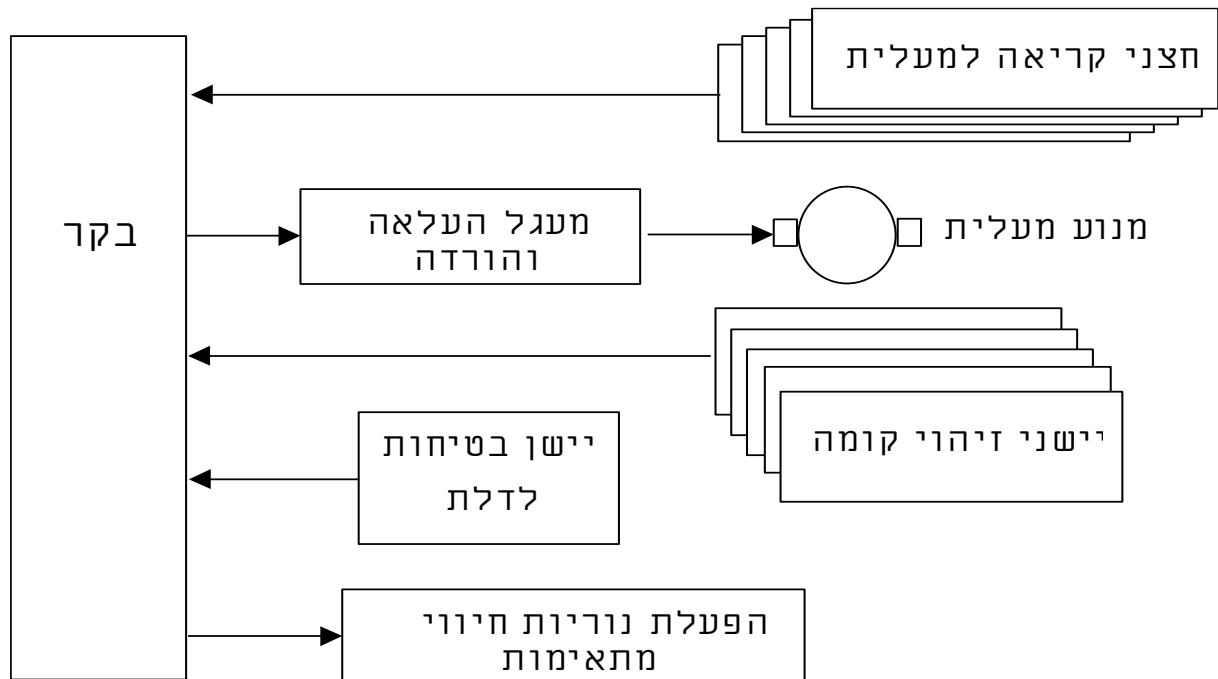 חצני קריאה למעלית
בקר
מעגל העלאה
והורדה
מנוע מעלית
יישני זיהוי קומה
יישן בטיחות
לדלת
הפעלת נוריות חיווי
מתאימות